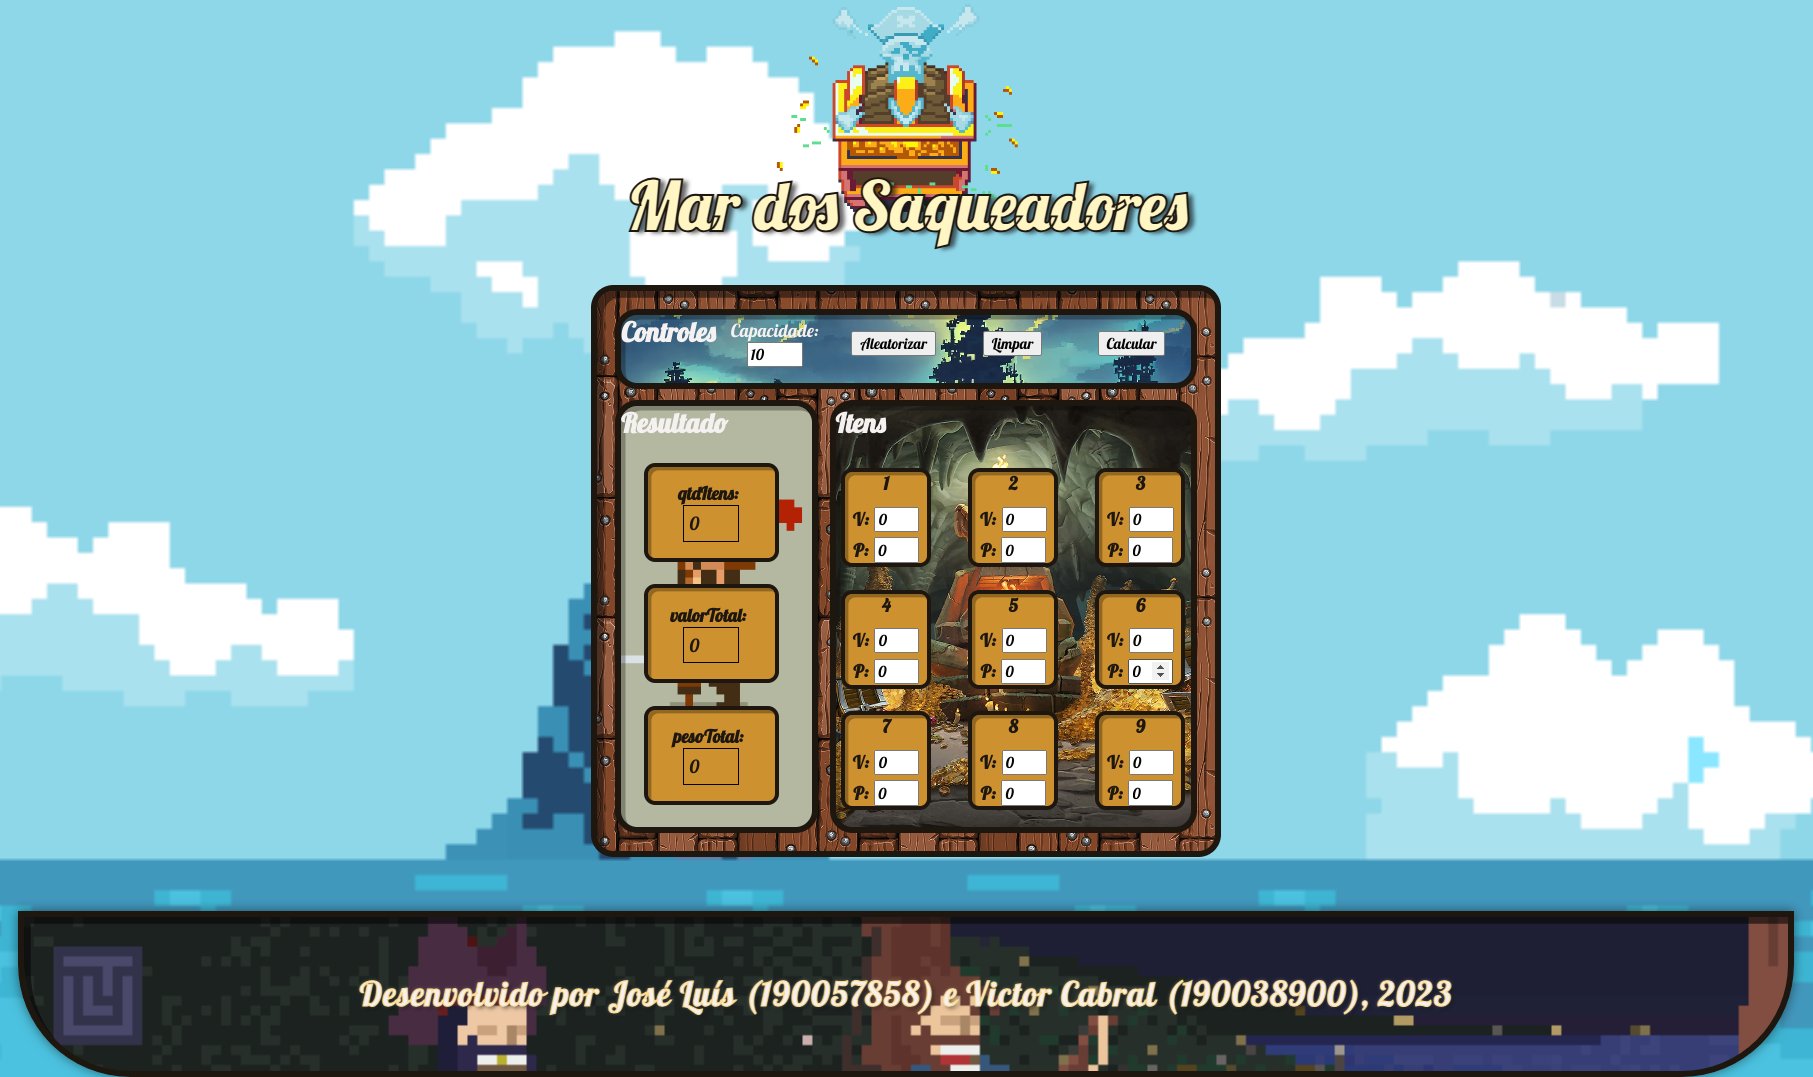 Mar dos Saqueadores
Controles
Capacidade:
10
Aleatorizar
Limpar
Calcular
Resultado
qtdItens:
0
valorTotal:
0
pesoTotal:
0
Itens
1
V: 0
P: 0
2
V: 0
P: 0
3
V: 0
P: 0
4
V: 0
P: 0
5
V: 0
P: 0
6
V: 0
P: 0
7
V: 0
P: 0
8
V: 0
P: 0
9
V: 0
P: 0
Desenvolvido por José Luís (190057858) e Victor Cabral (190038900), 2023